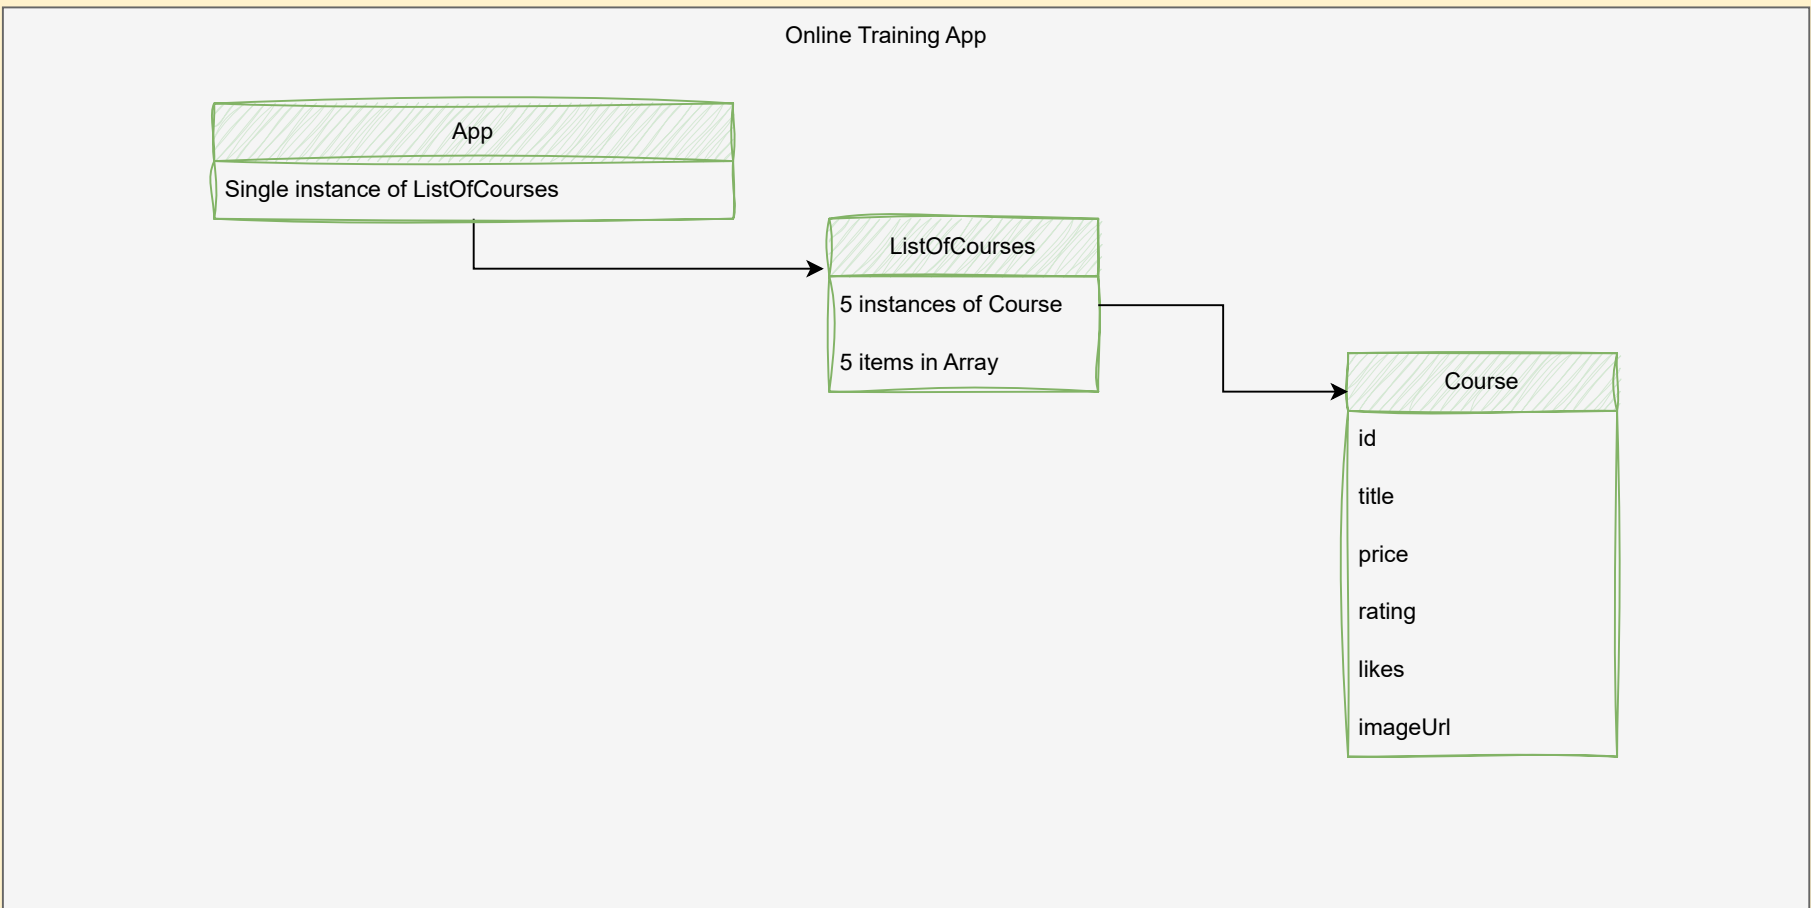 Online Training App
App
Single instance of ListOfCourses
ListOfCourses
5 instances of Course
5 items in Array
Course
id
title
price
rating
likes
imageUrl